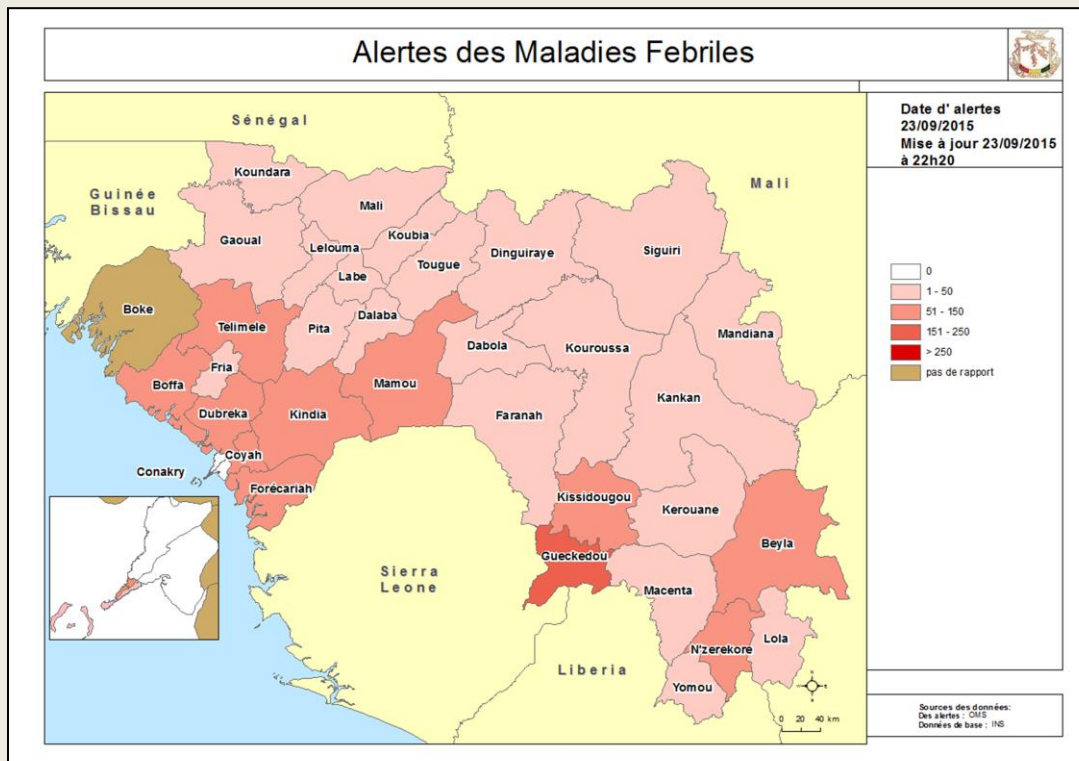 Alertes des Maladies Febriles
Date d' alertes
23/09/2015
Mise à jour 23/09/2015
à 22h20
Sénégal
Mali
Guinée
Bissau
Koundara
Mali
Koubia
Gaoual
Lelouma
Tougue
Dinguiraye
Siguiri
Labe
Boke
Telimele
Pita
Dalaba
Mandiana
Dabola
Kouroussa
Fria
Mamou
Boffa
Kankan
Dubreka
Kindia
Faranah
Coyah
Conakry
Forécariah
Kissidougou
Kerouane
Beyla
Gueckedou
Sierra
Leone
Macenta
Lola
N'zerekore
Liberia
Yomou
0
1 - 50
51 - 150
151 - 250
> 250
pas de rapport
0 20 40 km
Sources des données:
Des alertes : OMS
Données de base : INS